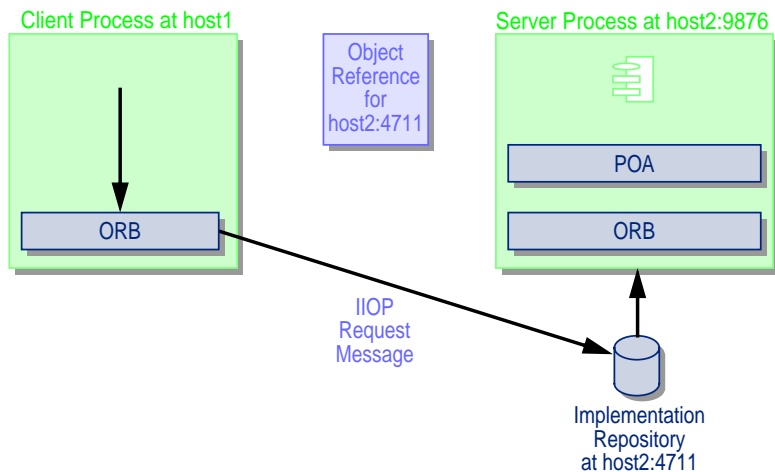 Client Process at host1
Server Process at host2:9876
Object
Reference
for
host2:4711
POA
ORB
ORB
IIOP
Request
Message
Implementation
Repository
at host2:4711